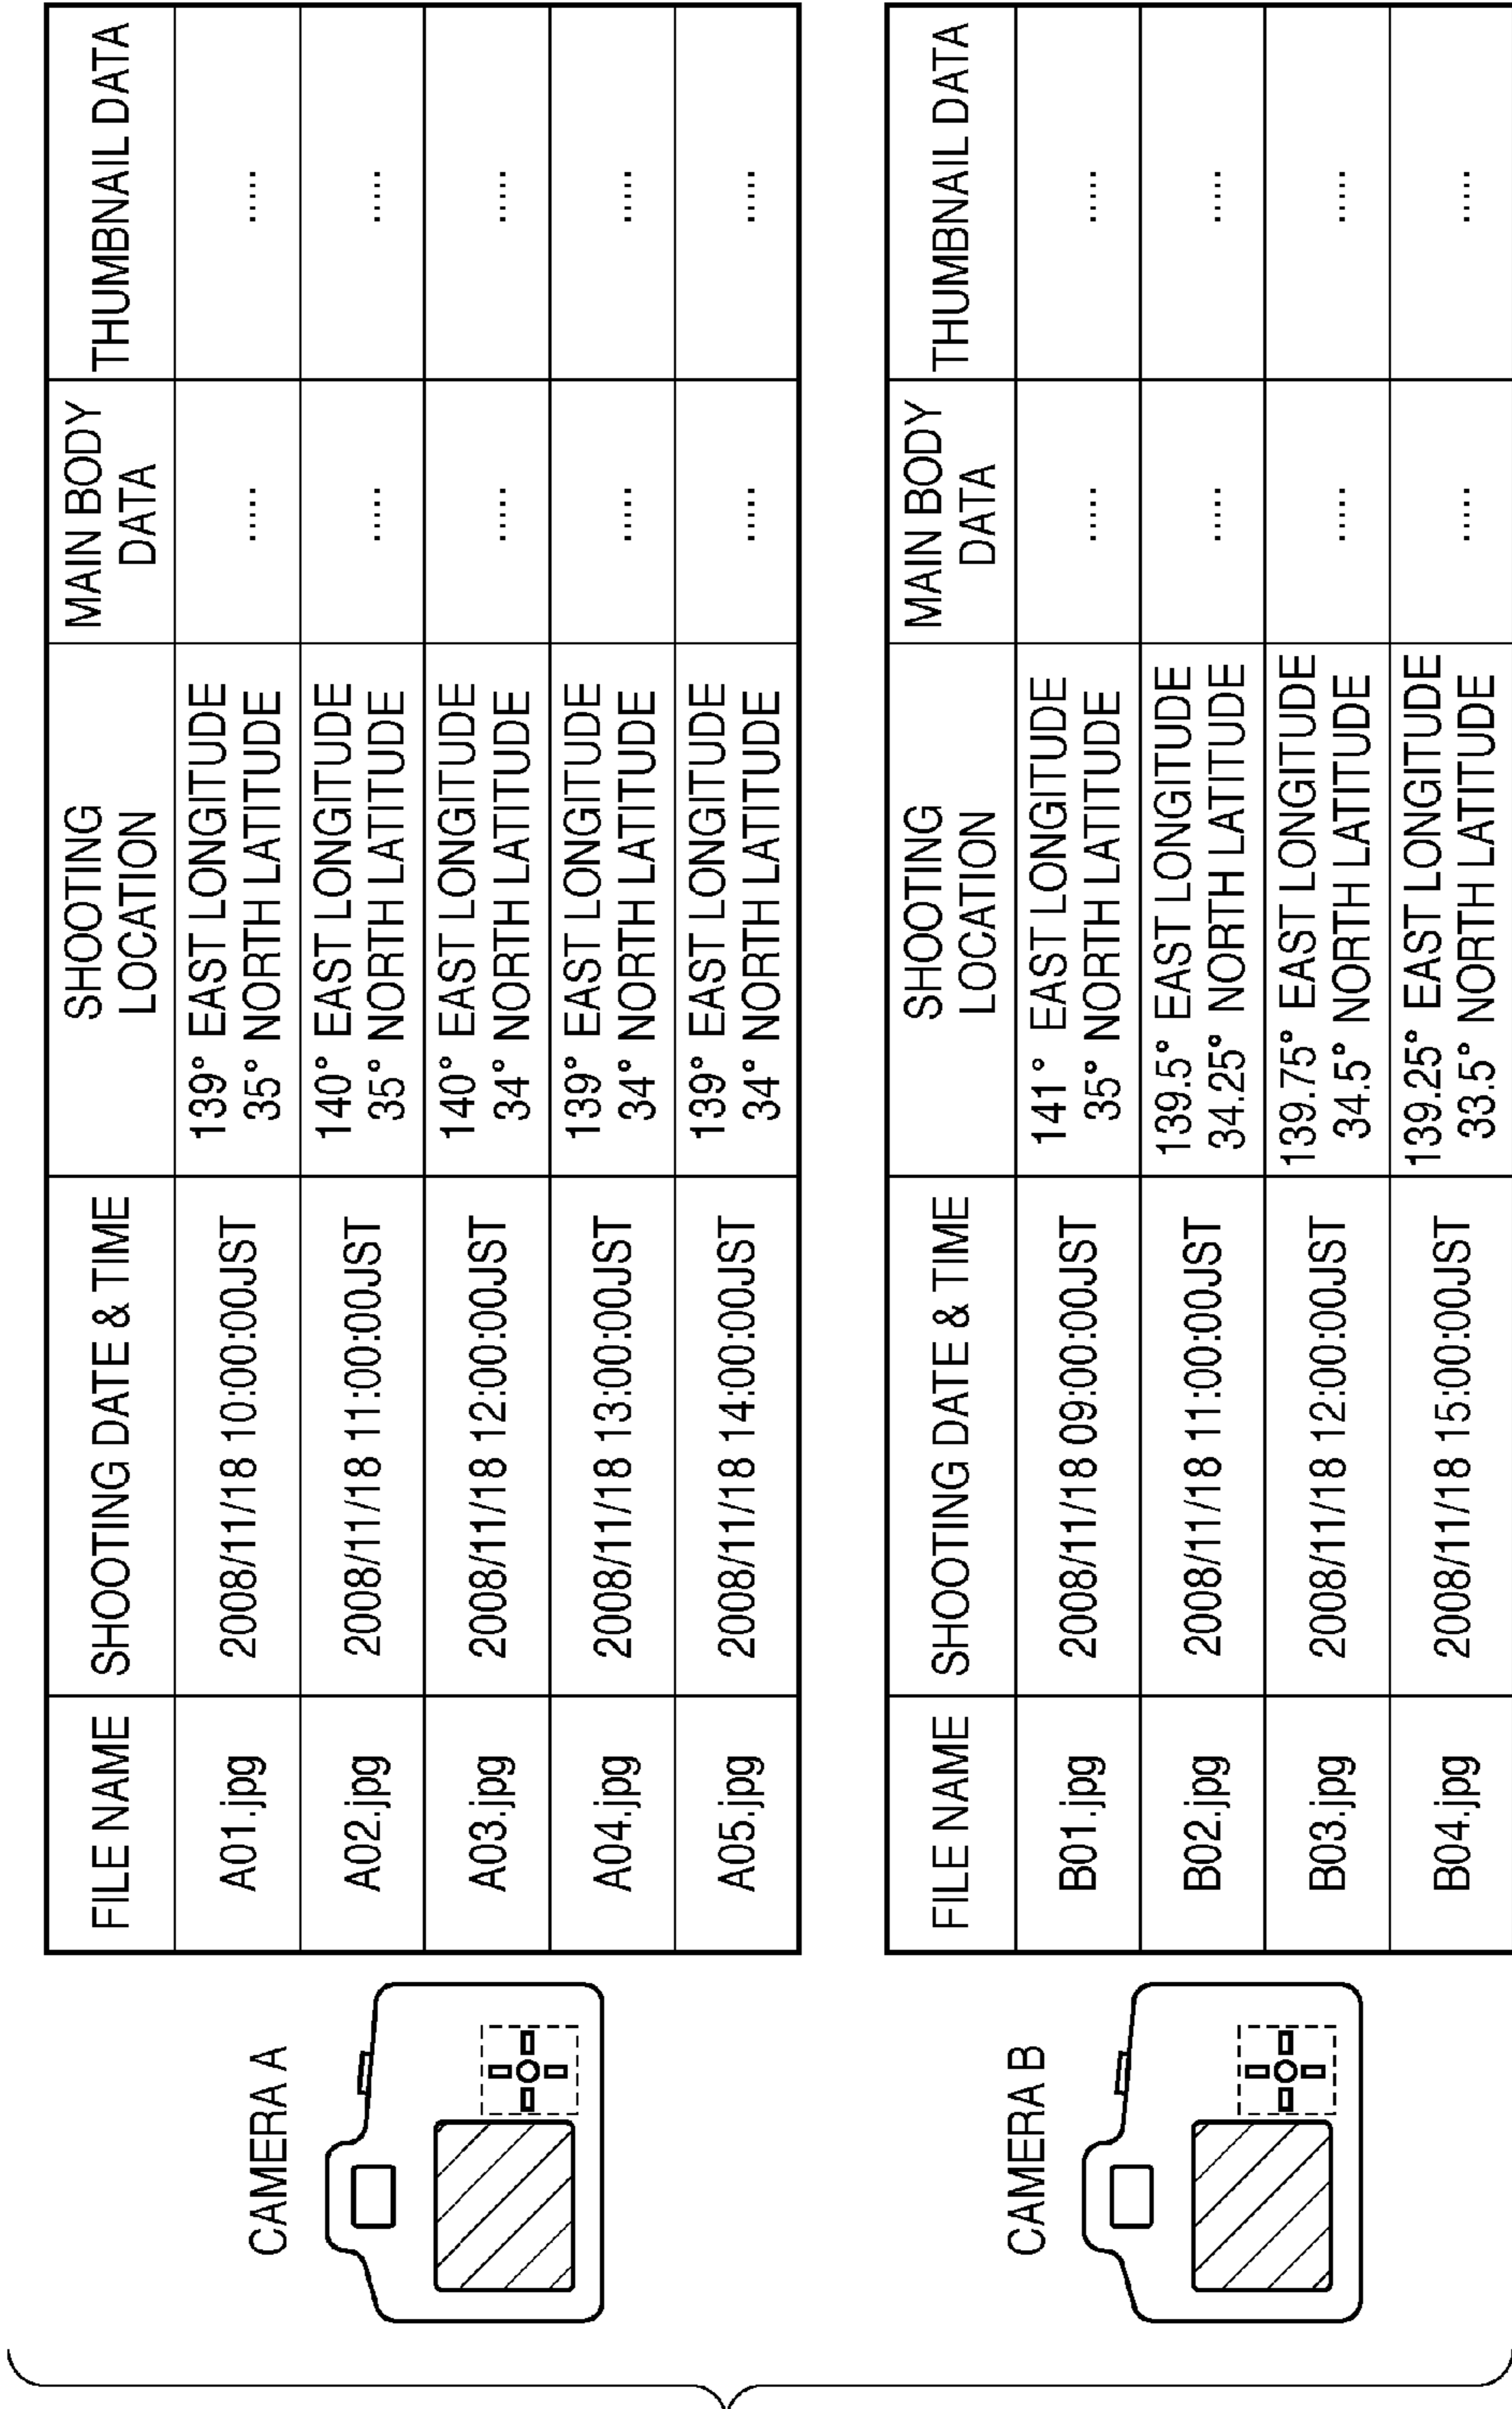 CAMERA A
FILE NAME SHOOTING DATE & TIME SHOOTING LOCATION MAIN BODY DATA THUMBNAIL DATA
A01.jpg 2008/11/18 10:00:00JST 139° EAST LONGITUDE 35° NORTH LATITUDE ..... .....
A02.jpg 2008/11/18 11:00:00JST 140° EAST LONGITUDE 35° NORTH LATITUDE ..... .....
A03.jpg 2008/11/18 12:00:00JST 140° EAST LONGITUDE 34° NORTH LATITUDE ..... .....
A04.jpg 2008/11/18 13:00:00JST 139° EAST LONGITUDE 34° NORTH LATITUDE ..... .....
A05.jpg 2008/11/18 14:00:00JST 139° EAST LONGITUDE 34° NORTH LATITUDE ..... .....
CAMERA B
FILE NAME SHOOTING DATE & TIME SHOOTING LOCATION MAIN BODY DATA THUMBNAIL DATA
B01.jpg 2008/11/18 09:00:00JST 141° EAST LONGITUDE 35° NORTH LATITUDE ..... .....
B02.jpg 2008/11/18 11:00:00JST 139.5° EAST LONGITUDE 34.25° NORTH LATITUDE ..... .....
B03.jpg 2008/11/18 12:00:00JST 139.75° EAST LONGITUDE 34.5° NORTH LATITUDE ..... .....
B04.jpg 2008/11/18 15:00:00JST 139.25° EAST LONGITUDE 33.5° NORTH LATITUDE ..... .....